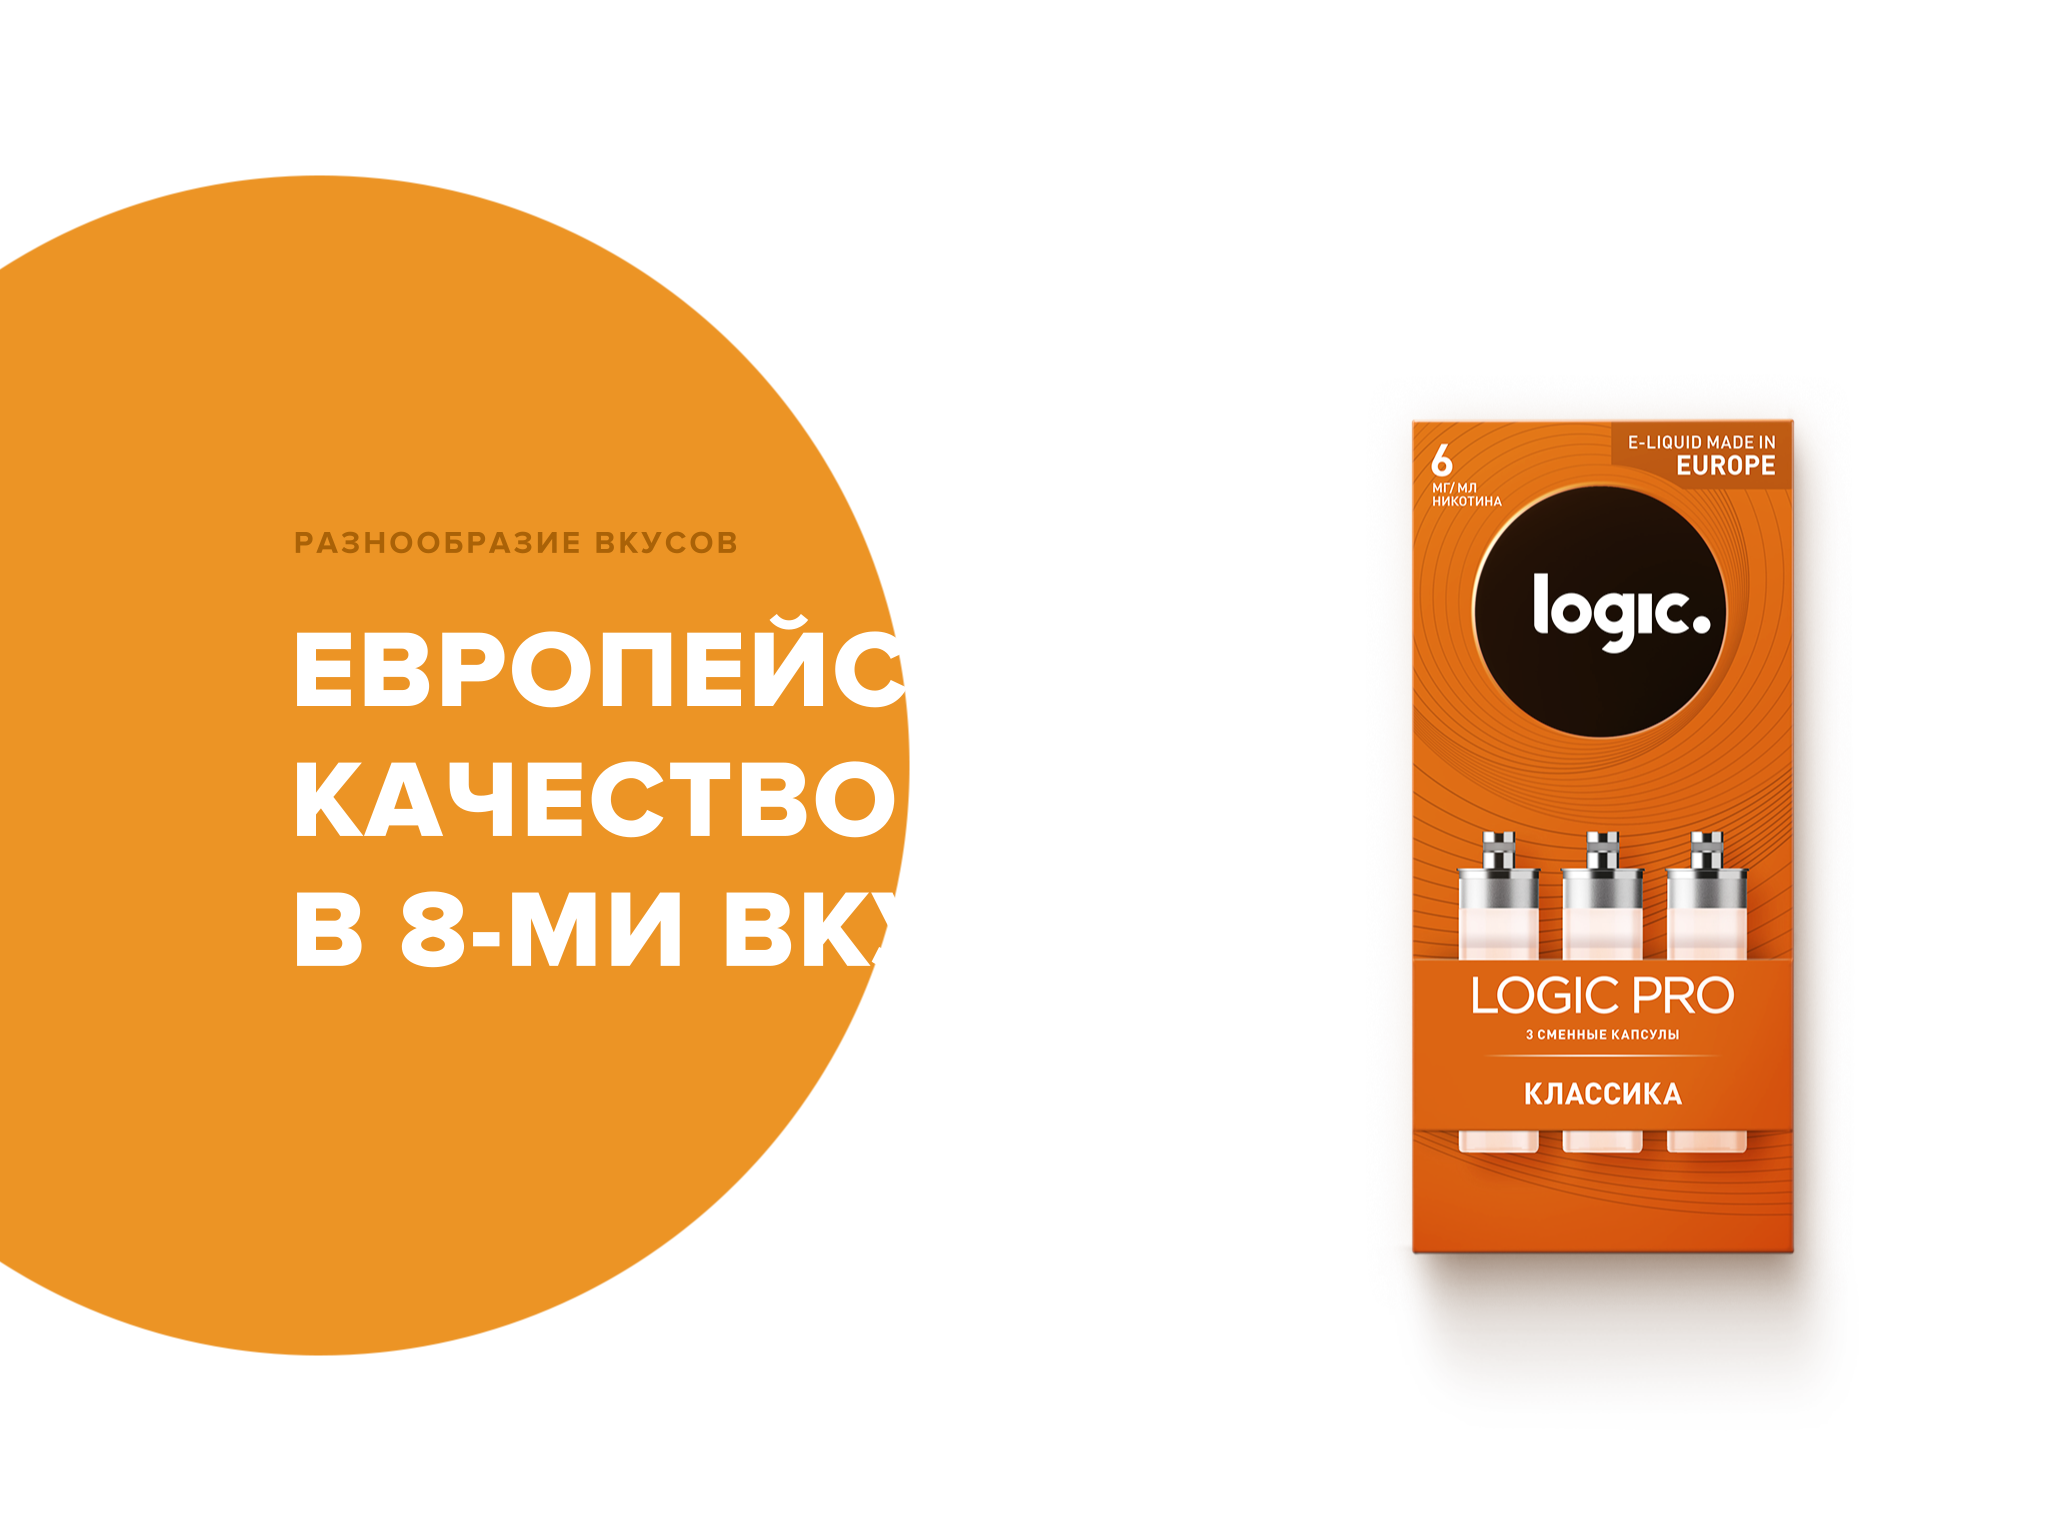 РАЗНООБРАЗИЕ ВКУСОВ
ЕВРОПЕЙС
КАЧЕСТВО
В 8-МИ ВК
6
МГ/МЛ
НИКОТИНА
E-LIQUID MADE IN
EUROPE
logic.
LOGIC PRO
3 СМЕННЫЕ КАПСУЛЫ
КЛАССИКА